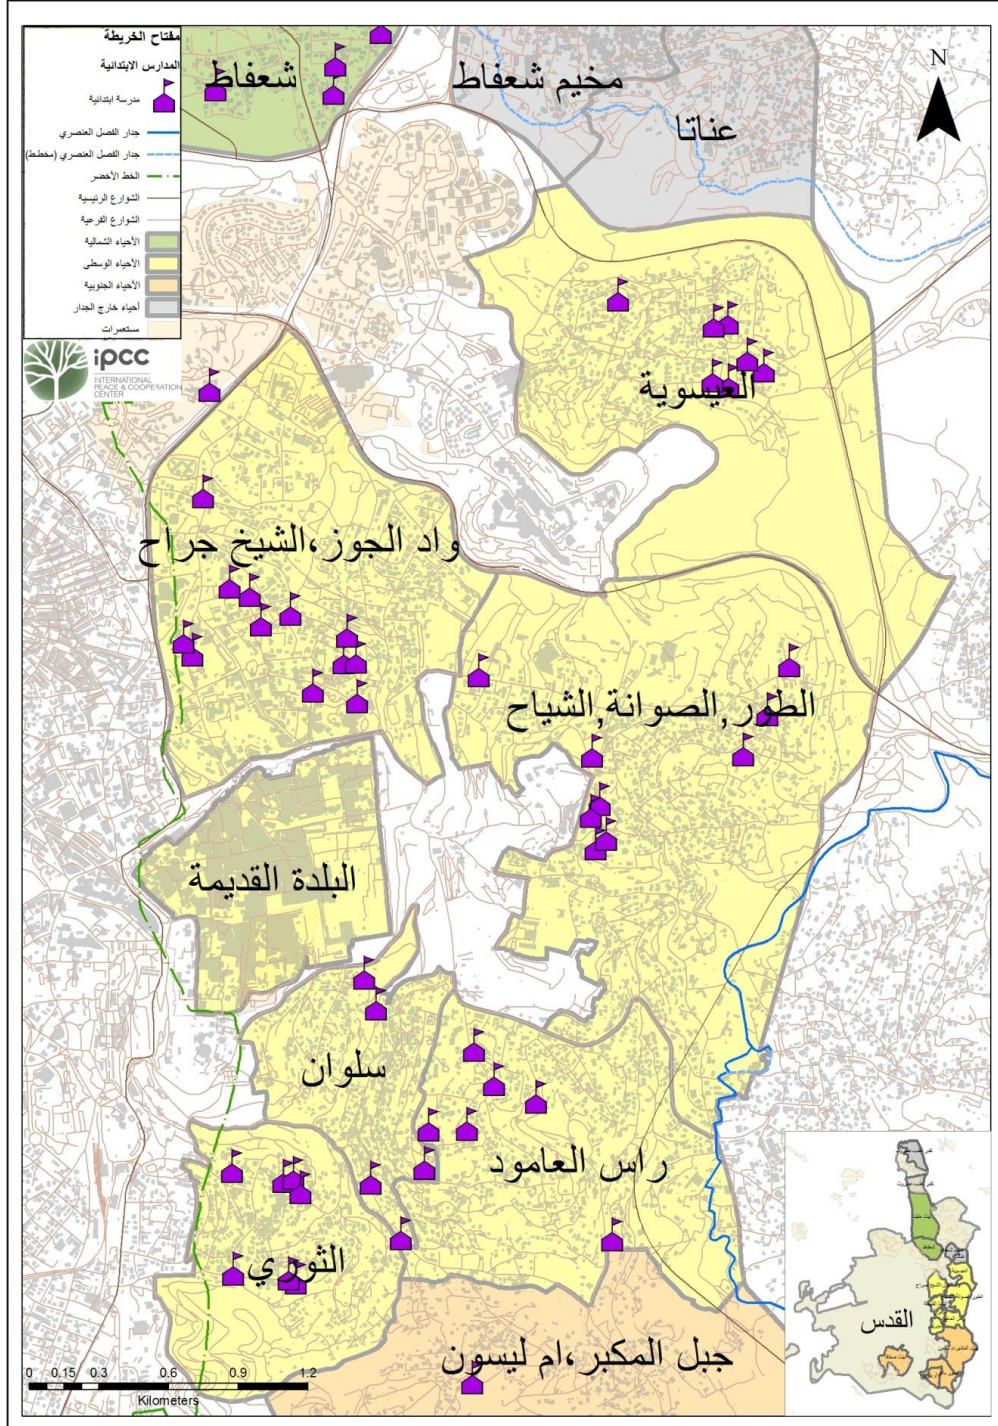 مفتاح الخريطة
المدارس الابتدائية
مدرسة ابتدائية
جدار الفصل العنصري
جدار الفصل العنصري (مخطط)
الخط الأخضر
الشوارع الرئيسية
الشوارع الفرعية
الأحياء الشمالية
الأحياء الوسطى
الأحياء الجنوبية
أحياء خارج الجدار
مستعمرات
ipcc
INTERNATIONAL
PEACE & COOPERATION
CENTER
N
شعفاط
مخيم شعفاط
عناتا
العيسوية
واد الجوز،الشيخ جراح
الطور,الصوانة,الشياح
البلدة القديمة
سلوان
راس العامود
الثوري
جبل المكبر،ام ليسون
القدس
0 0.15 0.3 0.6 0.9 1.2
Kilometers